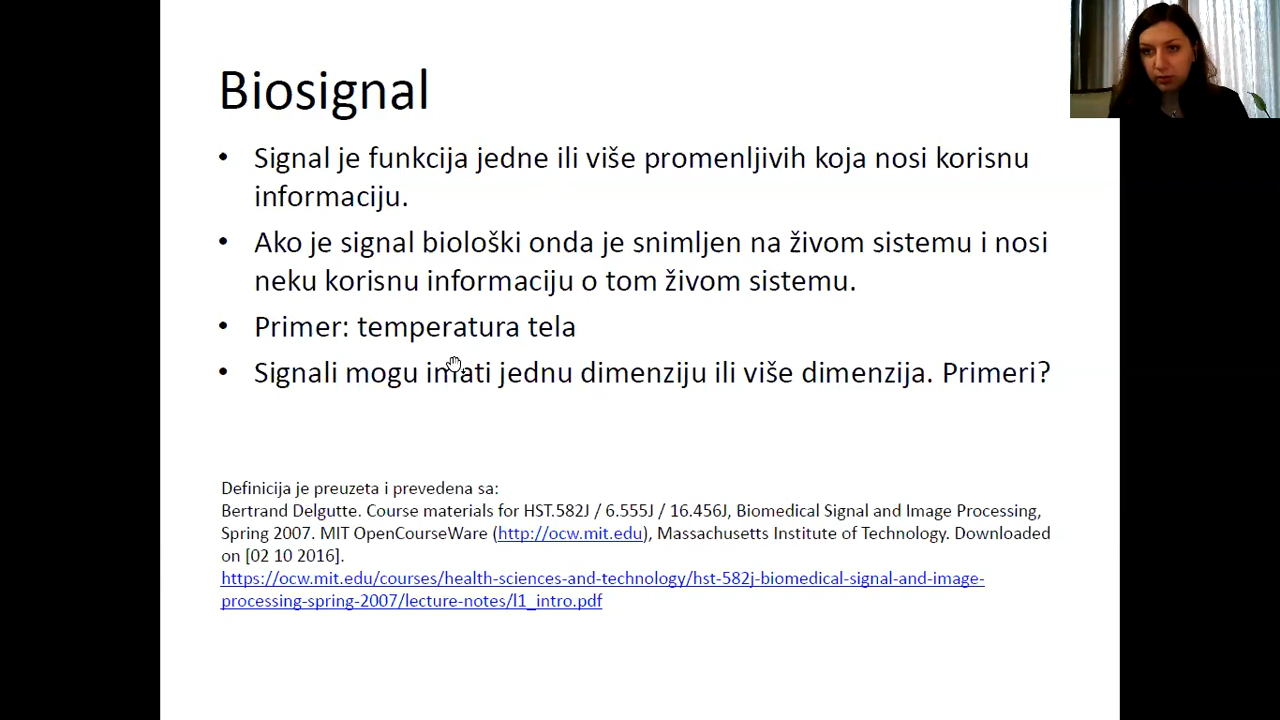 Biosignal
• Signal je funkcija jedne ili više promenljivih koja nosi korisnu
informaciju.
• Ako je signal biološki onda je snimljen na živom sistemu i nosi
neku korisnu informaciju o tom živom sistemu.
• Primer: temperatura tela
• Signali mogu imati jednu dimenziju ili više dimenzija. Primeri?
Definicija je preuzeta i prevedena sa:
Bertrand Delgutte. Course materials for HST.582J / 6.555J / 16.456J, Biomedical Signal and Image Processing,
Spring 2007. MIT OpenCourseWare (http://ocw.mit.edu), Massachusetts Institute of Technology. Downloaded
on [02 10 2016].
https://ocw.mit.edu/courses/health-sciences-and-technology/hst-582j-biomedical-signal-and-image-
processing-spring-2007/lecture-notes/l1_intro.pdf